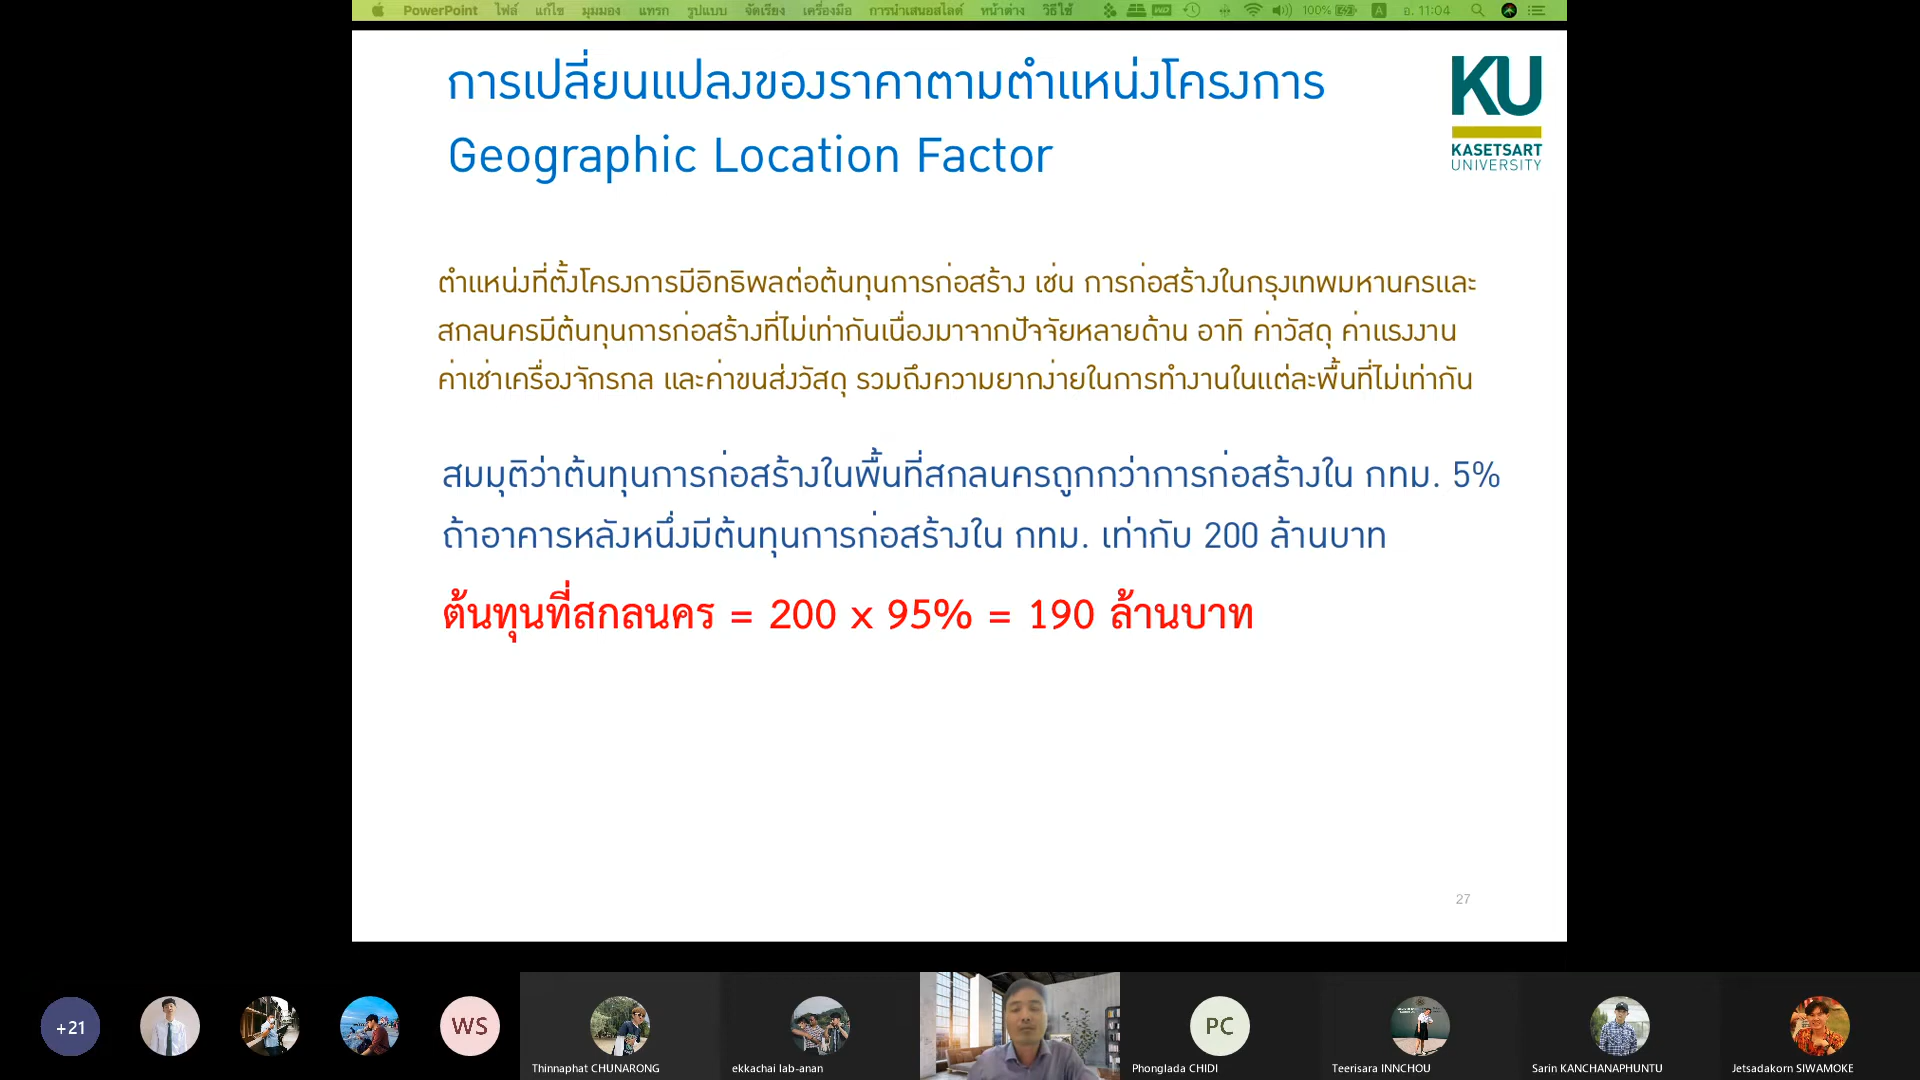 PowerPoint ไฟล์ แก้ไข มุมมอง แทรก รูปแบบ จัดเรียง เครื่องมือ การนำเสนอสไลด์ หน้าต่าง วิธีใช้ 100% อ. 11:04
การเปลี่ยนแปลงของราคาตามตำแหน่งโครงการ
Geographic Location Factor
KU
KASETSART
UNIVERSITY
ตำแหน่งที่ตั้งโครงการมีอิทธิพลต่อต้นทุนการก่อสร้าง เช่น การก่อสร้างในกรุงเทพมหานครและ
สกลนครมีต้นทุนการก่อสร้างที่ไม่เท่ากันเนื่องมาจากปัจจัยหลายด้าน อาทิ ค่าวัสดุ ค่าแรงงาน
ค่าเช่าเครื่องจักรกล และค่าขนส่งวัสดุ รวมถึงความยากง่ายในการทำงานในแต่ละพื้นที่ไม่เท่ากัน
สมมุติว่าต้นทุนการก่อสร้างในพื้นที่สกลนครถูกกว่าการก่อสร้างใน กทม. 5%
ถ้าอาคารหลังหนึ่งมีต้นทุนการก่อสร้างใน กทม. เท่ากับ 200 ล้านบาท
ต้นทุนที่สกลนคร = 200 x 95% = 190 ล้านบาท
27
+21
WS
PC
Thinnaphat CHUNARONG
ekkachai lab-anan
Phonglada CHIDI
Teerisara INNCHOU
Sarin KANCHANAPHUNTU
Jetsadakorn SIWAMOKE